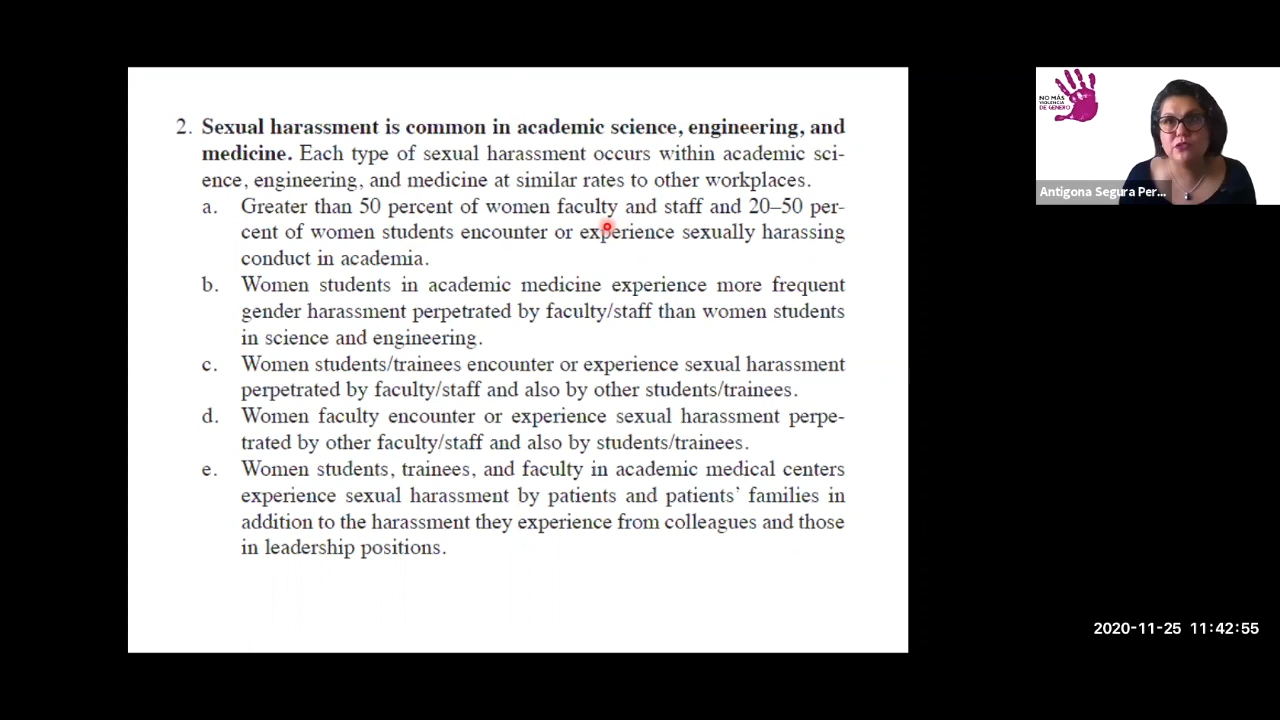 2. Sexual harassment is common in academic science, engineering, and
medicine. Each type of sexual harassment occurs within academic sci-
ence, engineering, and medicine at similar rates to other workplaces.
a. Greater than 50 percent of women faculty and staff and 20–50 per-
cent of women students encounter or experience sexually harassing
conduct in academia.
b. Women students in academic medicine experience more frequent
gender harassment perpetrated by faculty/staff than women students
in science and engineering.
c. Women students/trainees encounter or experience sexual harassment
perpetrated by faculty/staff and also by other students/trainees.
d. Women faculty encounter or experience sexual harassment perpe-
trated by other faculty/staff and also by students/trainees.
e. Women students, trainees, and faculty in academic medical centers
experience sexual harassment by patients and patients’ families in
addition to the harassment they experience from colleagues and those
in leadership positions.
NO MÁS
VIOLENCIA
DE GÉNERO
Antigona Segura Per...
2020-11-25 11:42:55